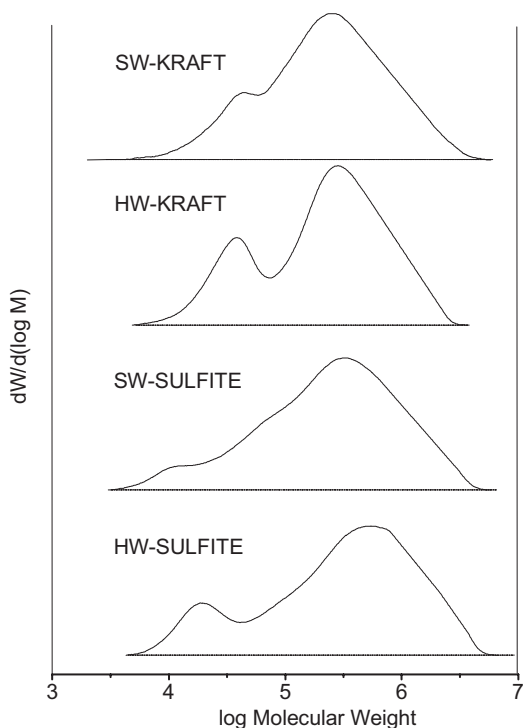 SW-KRAFT
HW-KRAFT
SW-SULFITE
HW-SULFITE
dW/d(log M)
3 4 5 6 7
log Molecular Weight